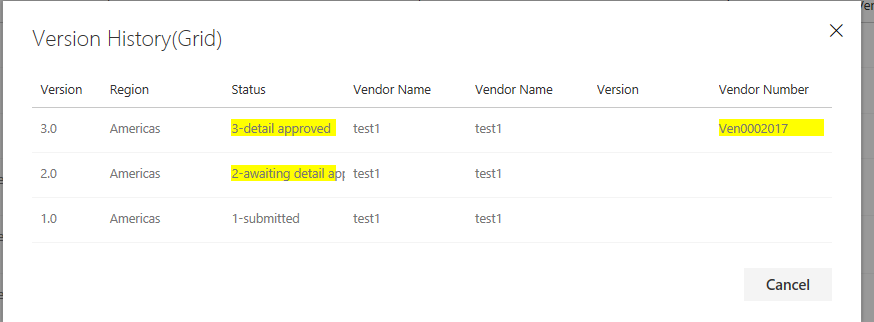 Version History(Grid)
Version Region Status Vendor Name Vendor Name Version Vendor Number
3.0 Americas 3-detail approved test1 test1 Ven0002017
2.0 Americas 2-awaiting detail app test1 test1
1.0 Americas 1-submitted test1 test1
Cancel